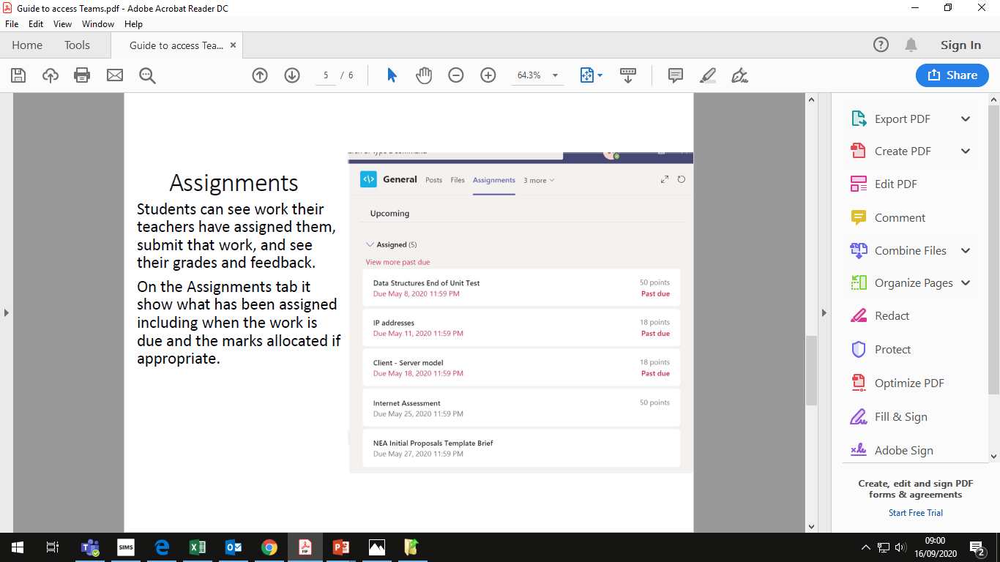 Guide to access Teams.pdf - Adobe Acrobat Reader DC
File Edit View Window Help
Home Tools Guide to access Tea... × Sign In
5 / 6 64.3% Share
Assignments
Students can see work their
teachers have assigned them,
submit that work, and see
their grades and feedback.
On the Assignments tab it
show what has been assigned
including when the work is
due and the marks allocated if
appropriate.
General Posts Files Assignments 3 more
Upcoming
Assigned (5)
View more past due
Data Structures End of Unit Test 50 points
Due May 8, 2020 11:59 PM Past due
IP addresses 18 points
Due May 11, 2020 11:59 PM Past due
Client - Server model 18 points
Due May 18, 2020 11:59 PM Past due
Internet Assessment 50 points
Due May 25, 2020 11:59 PM
NEA Initial Proposals Template Brief
Due May 27, 2020 11:59 PM
Export PDF
Create PDF
Edit PDF
Comment
Combine Files
Organize Pages
Redact
Protect
Optimize PDF
Fill & Sign
Adobe Sign
Create, edit and sign PDF
forms & agreements
Start Free Trial
SIMS
09:00
16/09/2020
2